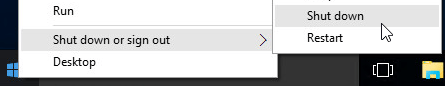 Run
Shut down or sign out
Desktop
Shut down
Restart